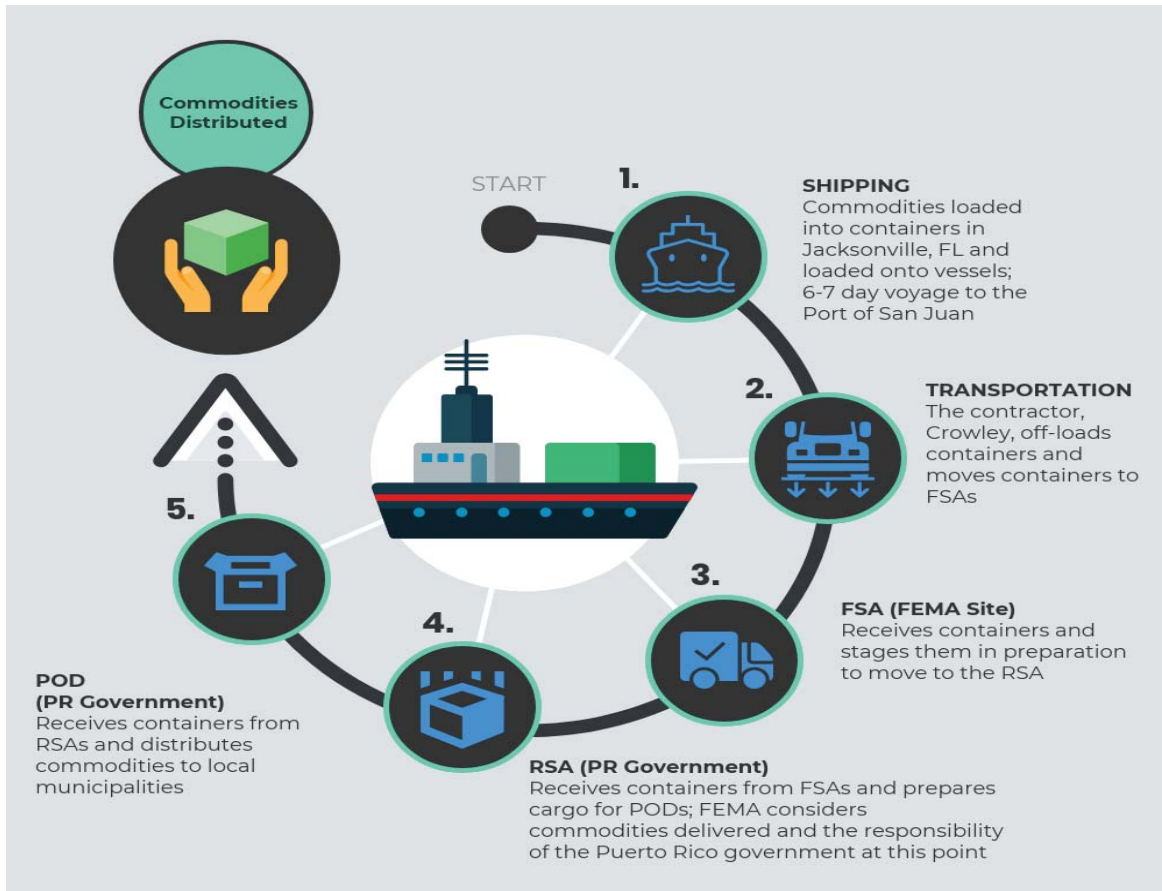 Commodities
Distributed
START
1.
SHIPPING
Commodities loaded
into containers in
Jacksonville, FL and
loaded onto vessels;
6-7 day voyage to the
Port of San Juan
2.
TRANSPORTATION
The contractor,
Crowley, off-loads
containers and
moves containers to
FSAs
3.
FSA (FEMA Site)
Receives containers and
stages them in preparation
to move to the RSA
4.
RSA (PR Government)
Receives containers from FSAs and prepares
cargo for PODs; FEMA considers
commodities delivered and the responsibility
of the Puerto Rico government at this point
5.
POD
(PR Government)
Receives containers from
RSAs and distributes
commodities to local
municipalities